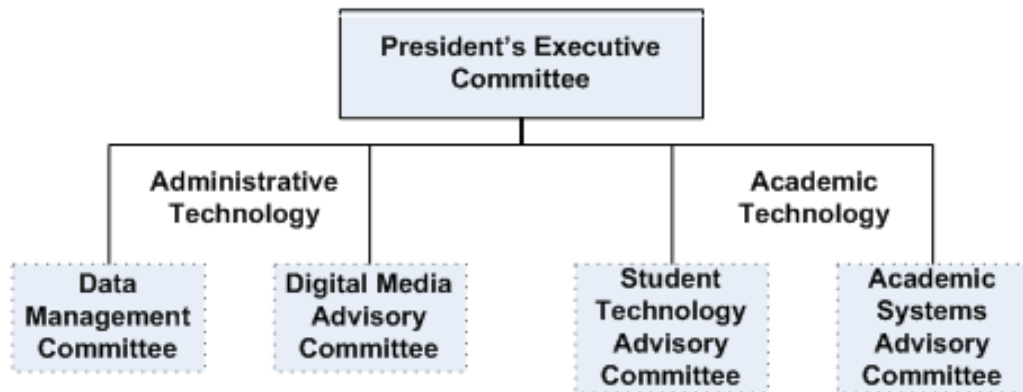 President's Executive
Committee
Administrative
Technology
Academic
Technology
Data
Management
Committee
Digital Media
Advisory
Committee
Student
Technology
Advisory
Committee
Academic
Systems
Advisory
Committee